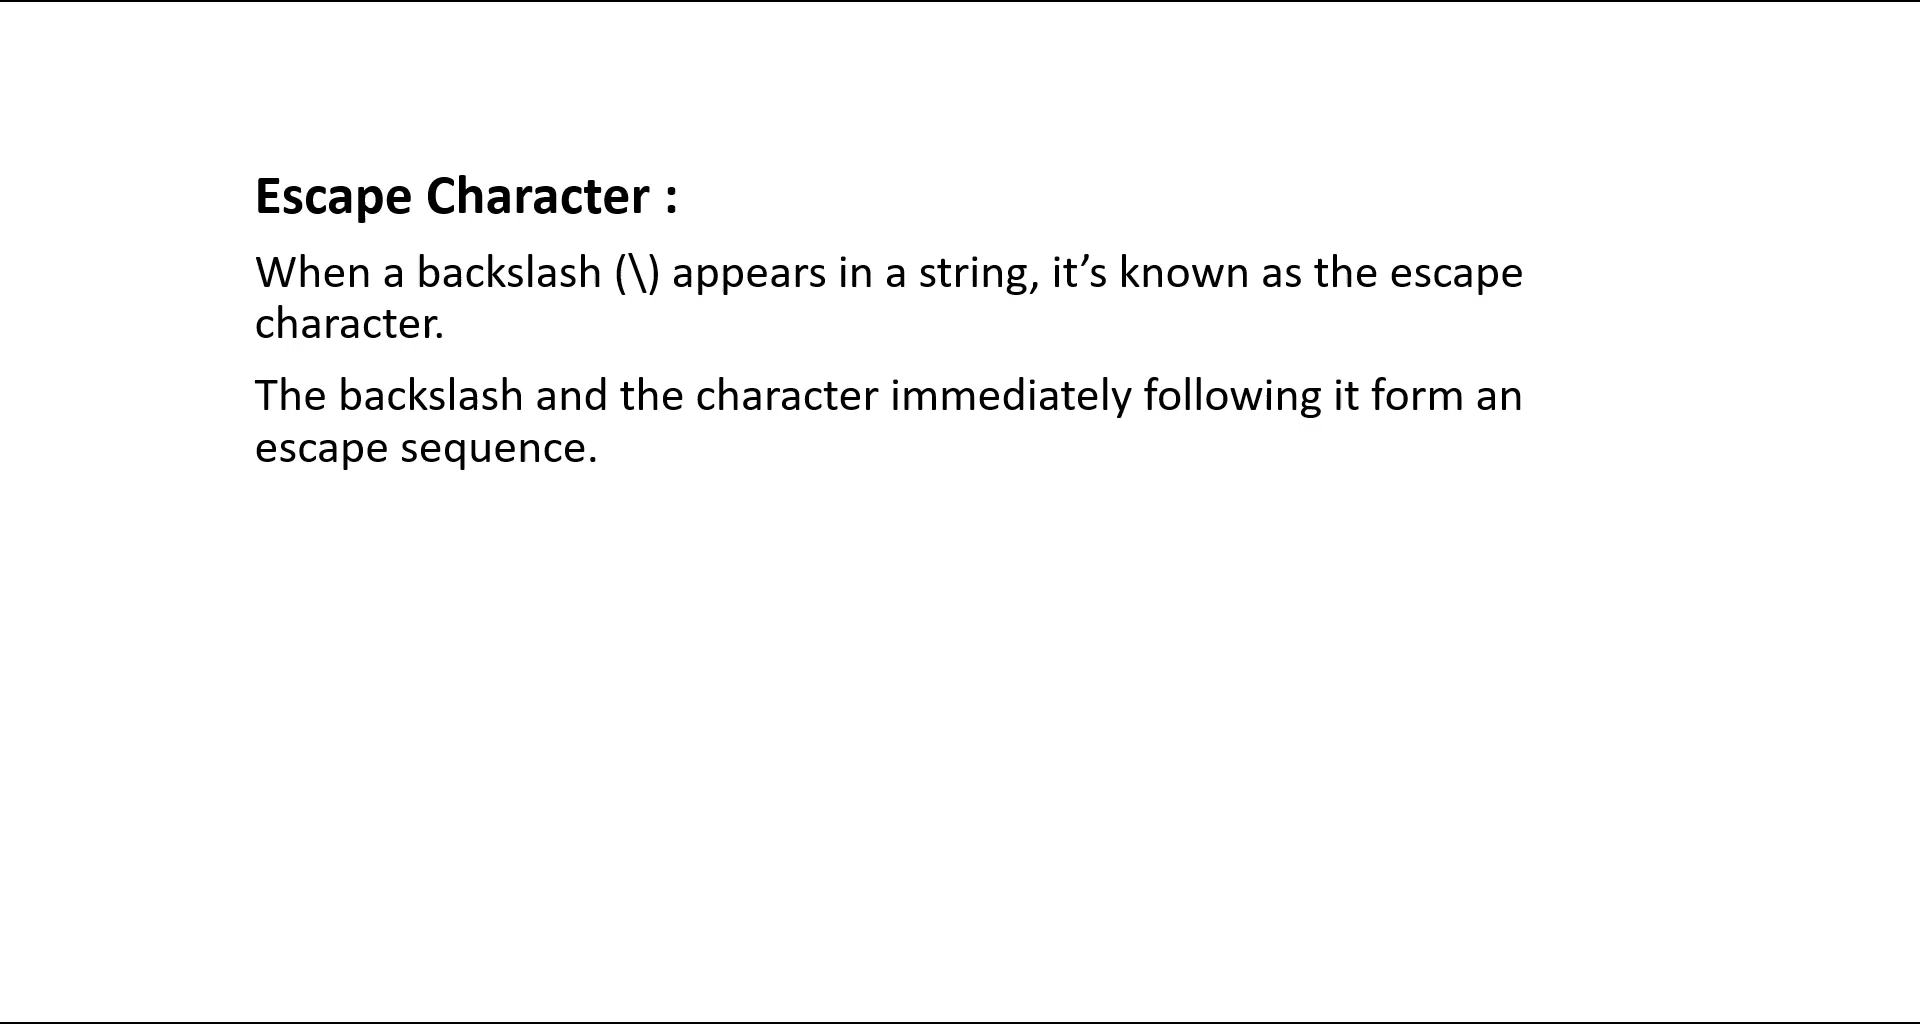 Escape Character :
When a backslash (\) appears in a string, it’s known as the escape
character.
The backslash and the character immediately following it form an
escape sequence.